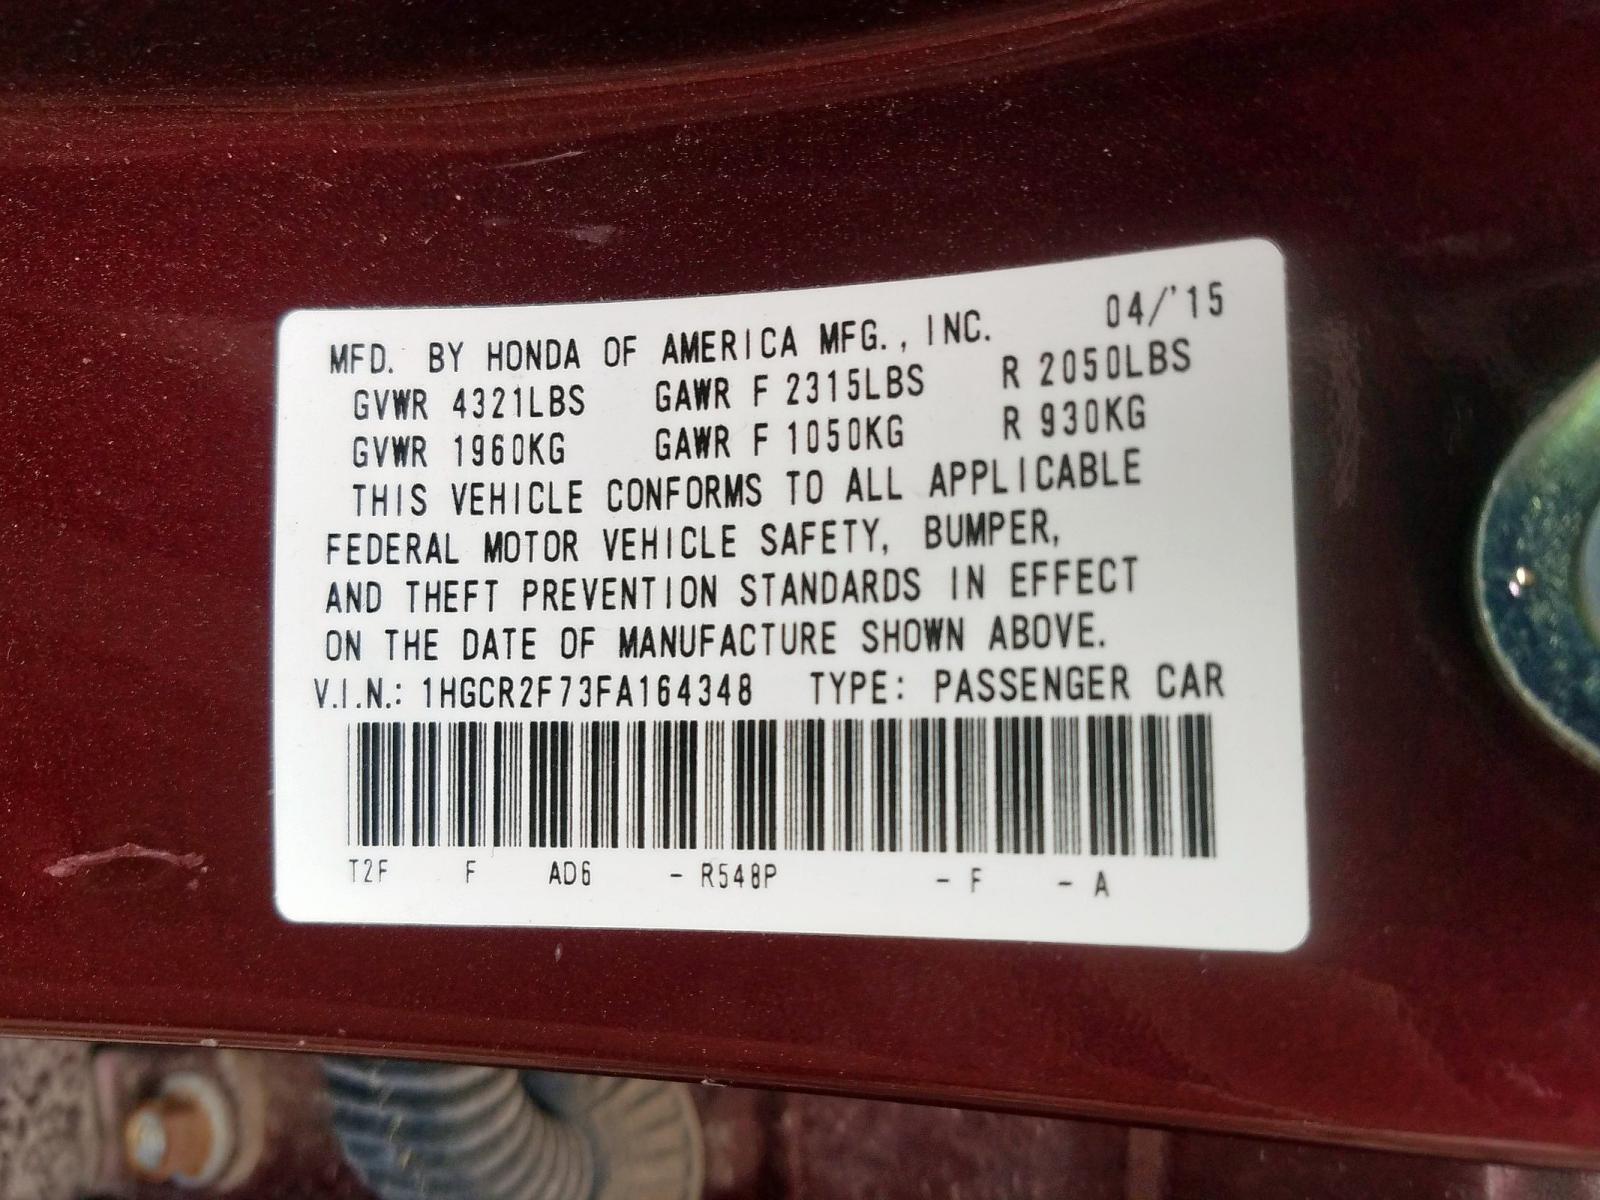 MFD. BY HONDA OF AMERICA MFG., INC. 04/'15
GVWR 4321LBS GAWR F 2315LBS R 2050LBS
GVWR 1960KG GAWR F 1050KG R 930KG
THIS VEHICLE CONFORMS TO ALL APPLICABLE
FEDERAL MOTOR VEHICLE SAFETY, BUMPER,
AND THEFT PREVENTION STANDARDS IN EFFECT
ON THE DATE OF MANUFACTURE SHOWN ABOVE.
V.I.N.: 1HGCR2F73FA164348 TYPE: PASSENGER CAR
T2F F AD6 - R548P - F - A